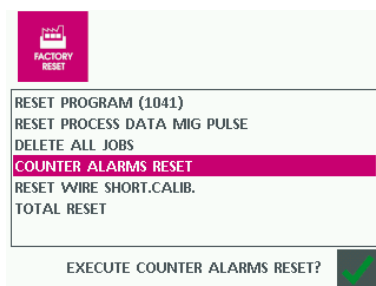 FACTORY
RESET
RESET PROGRAM (1041)
RESET PROCESS DATA MIG PULSE
DELETE ALL JOBS
COUNTER ALARMS RESET
RESET WIRE SHORT.CALIB.
TOTAL RESET
EXECUTE COUNTER ALARMS RESET?